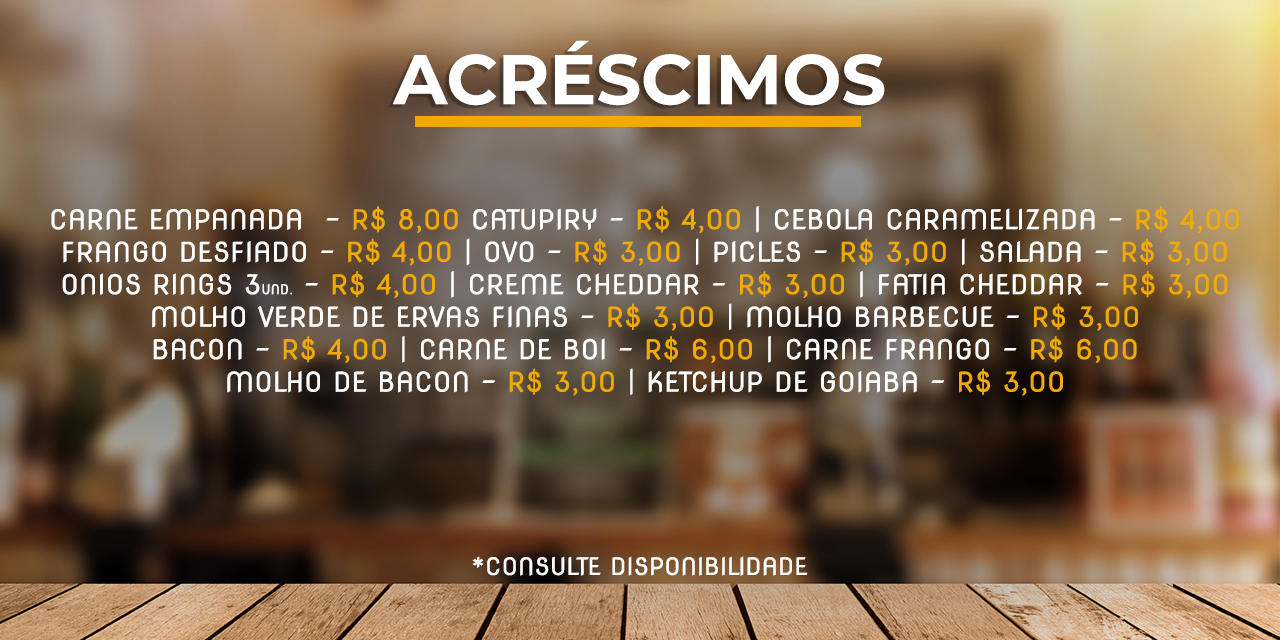 ACRÉSCIMOS
CARNE EMPANADA - R$ 8,00 CATUPIRY - R$ 4,00 | CEBOLA CARAMELIZADA - R$ 4,00
FRANGO DESFIADO - R$ 4,00 | OVO - R$ 3,00 | PICLES - R$ 3,00 | SALADA - R$ 3,00
ONIOS RINGS 3UND. - R$ 4,00 | CREME CHEDDAR - R$ 3,00 | FATIA CHEDDAR - R$ 3,00
MOLHO VERDE DE ERVAS FINAS - R$ 3,00 | MOLHO BARBECUE - R$ 3,00
BACON - R$ 4,00 | CARNE DE BOI - R$ 6,00 | CARNE FRANGO - R$ 6,00
MOLHO DE BACON - R$ 3,00 | KETCHUP DE GOIABA - R$ 3,00
*CONSULTE DISPONIBILIDADE